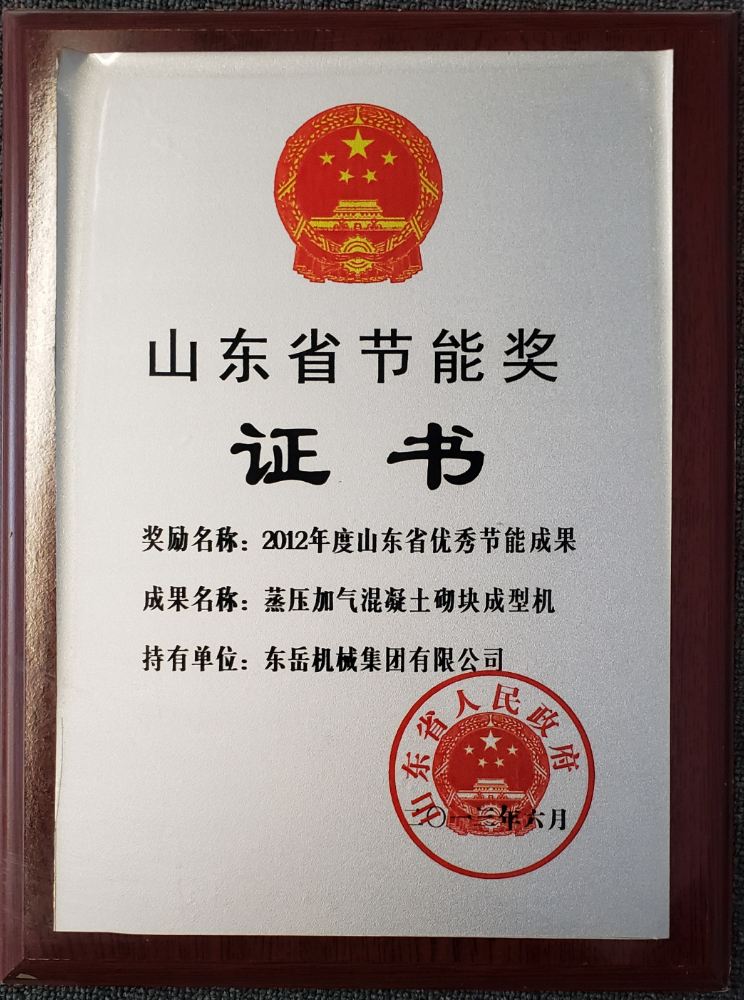 山东省节能奖
证书
奖励名称：2012年度山东省优秀节能成果
成果名称：蒸压加气混凝土砌块成型机
持有单位：东岳机械集团有限公司
山东省人民政府
二〇一三年六月